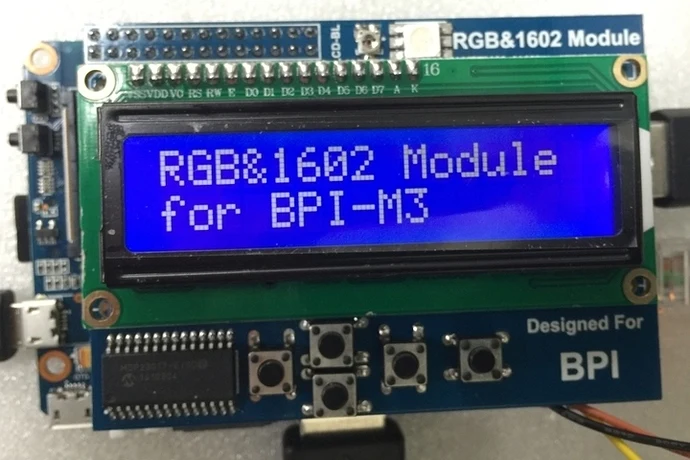 RGB&1602 Module
LCD-BL
16
VSS VDD VO RS RW E D0 D1 D2 D3 D4 D5 D6 D7 A K
RGB&1602 Module
for BPI-M3
Designed For
BPI